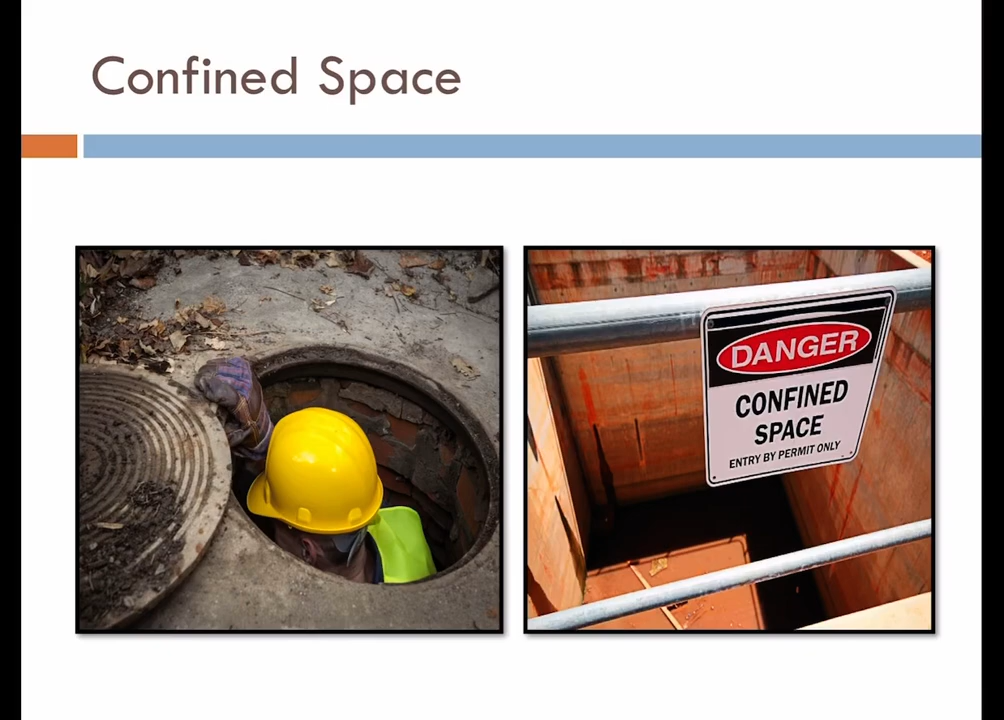 Confined Space
DANGER
CONFINED
SPACE
ENTRY BY PERMIT ONLY